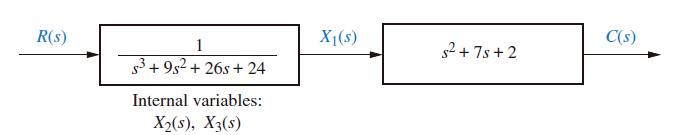 R(s)
1
s³ + 9s² + 26s + 24
X₁(s)
s² + 7s + 2
C(s)
Internal variables:
X₂(s), X₃(s)